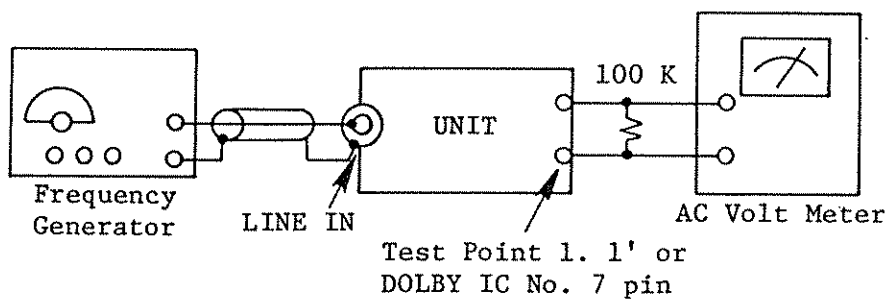 100 K
UNIT
Frequency
Generator
LINE IN
AC Volt Meter
Test Point 1. 1' or
DOLBY IC No. 7 pin